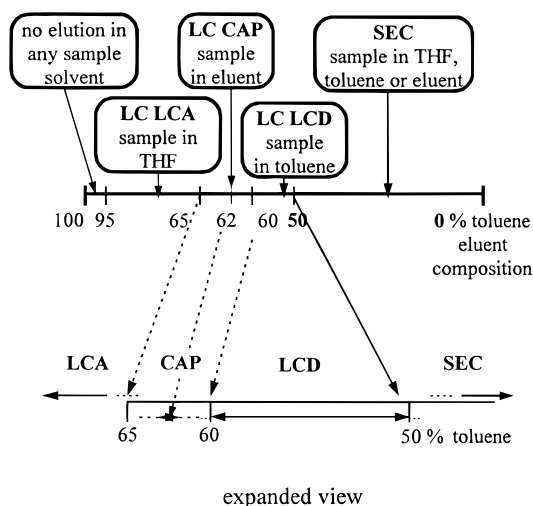 no elution in
any sample
solvent
LC CAP
sample
in eluent
SEC
sample in THF,
toluene or eluent
LC LCA
sample in
THF
LC LCD
sample
in toluene
100 95 65 62 60 50 0 % toluene
eluent
composition
LCA CAP LCD SEC
65 60 50 % toluene
expanded view